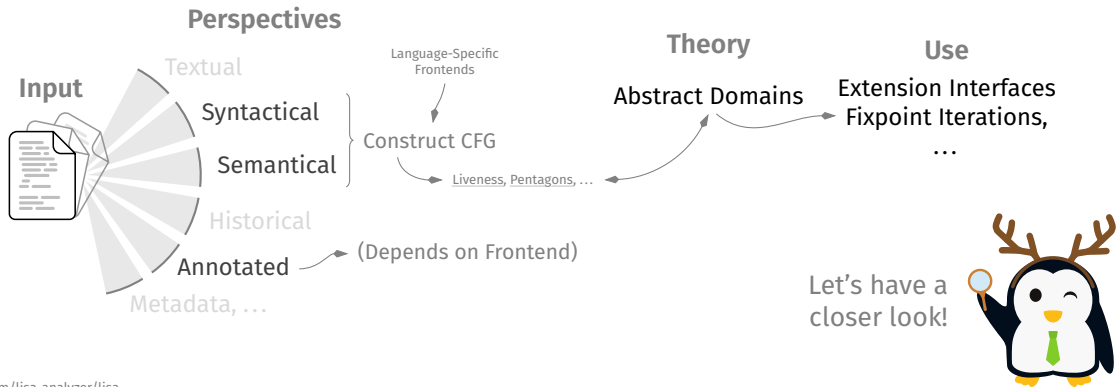 Perspectives
Input
Textual
Syntactical
Semantical
Historical
Annotated
Metadata, …
Language-Specific
Frontends
Construct CFG
Liveness, Pentagons, …
(Depends on Frontend)
Theory
Abstract Domains
Use
Extension Interfaces
Fixpoint Iterations,
…
Let’s have a
closer look!